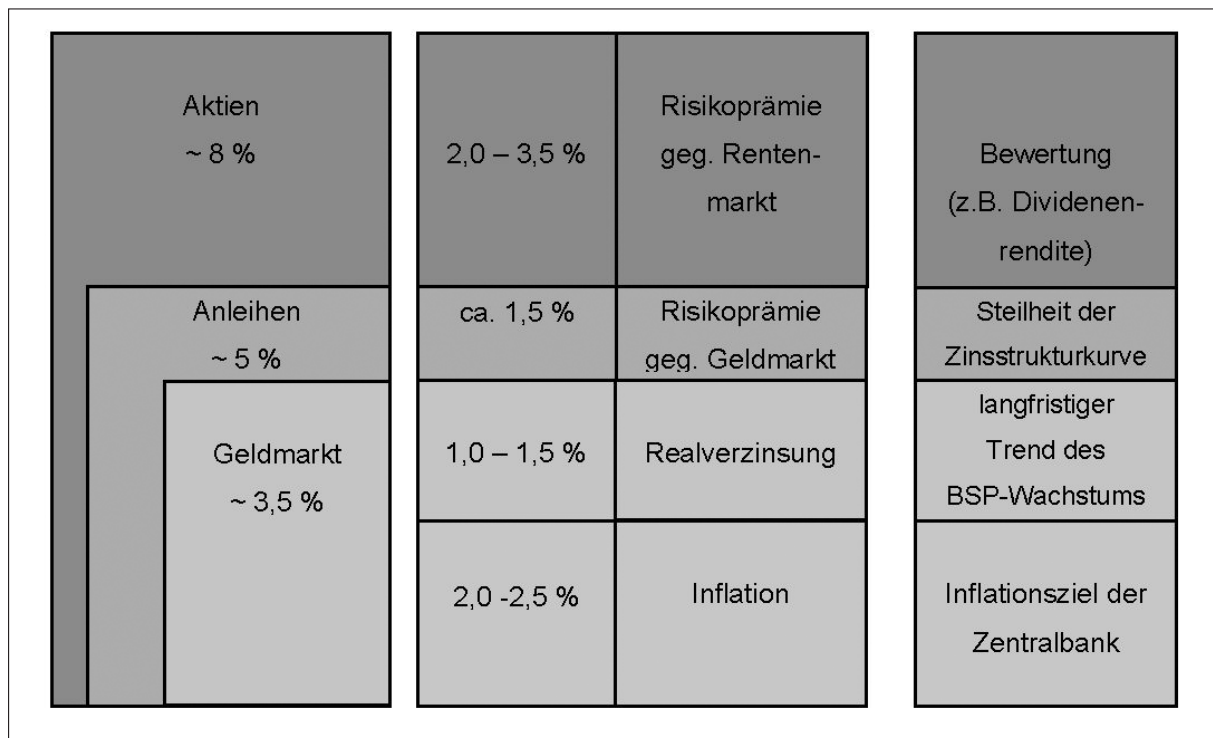 Aktien
~ 8 %
2,0 – 3,5 %
Risikoprämie
geg. Renten-
markt
Bewertung
(z.B. Dividenen-
rendite)
Anleihen
~ 5 %
ca. 1,5 %
Risikoprämie
geg. Geldmarkt
Steilheit der
Zinsstrukturkurve
Geldmarkt
~ 3,5 %
1,0 – 1,5 %
Realverzinsung
langfristiger
Trend des
BSP-Wachstums
2,0 -2,5 %
Inflation
Inflationsziel der
Zentralbank